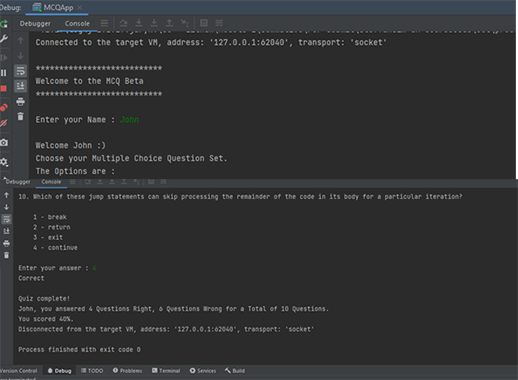 Debug: MCQApp
Debugger Console
Connected to the target VM, address: '127.0.0.1:62040', transport: 'socket'
***************************
Welcome to the MCQ Beta
***************************
Enter your Name : John
Welcome John :)
Choose your Multiple Choice Question Set.
The Options are :
Debugger Console
10. Which of these jump statements can skip processing the remainder of the code in its body for a particular iteration?
1 - break
2 - return
3 - exit
4 - continue
Enter your answer : 4
Correct
Quiz complete!
John, you answered 4 Questions Right, 6 Questions Wrong for a Total of 10 Questions.
You scored 40%.
Disconnected from the target VM, address: '127.0.0.1:62040', transport: 'socket'
Process finished with exit code 0
Version Control Debug TODO Problems Terminal Services Build